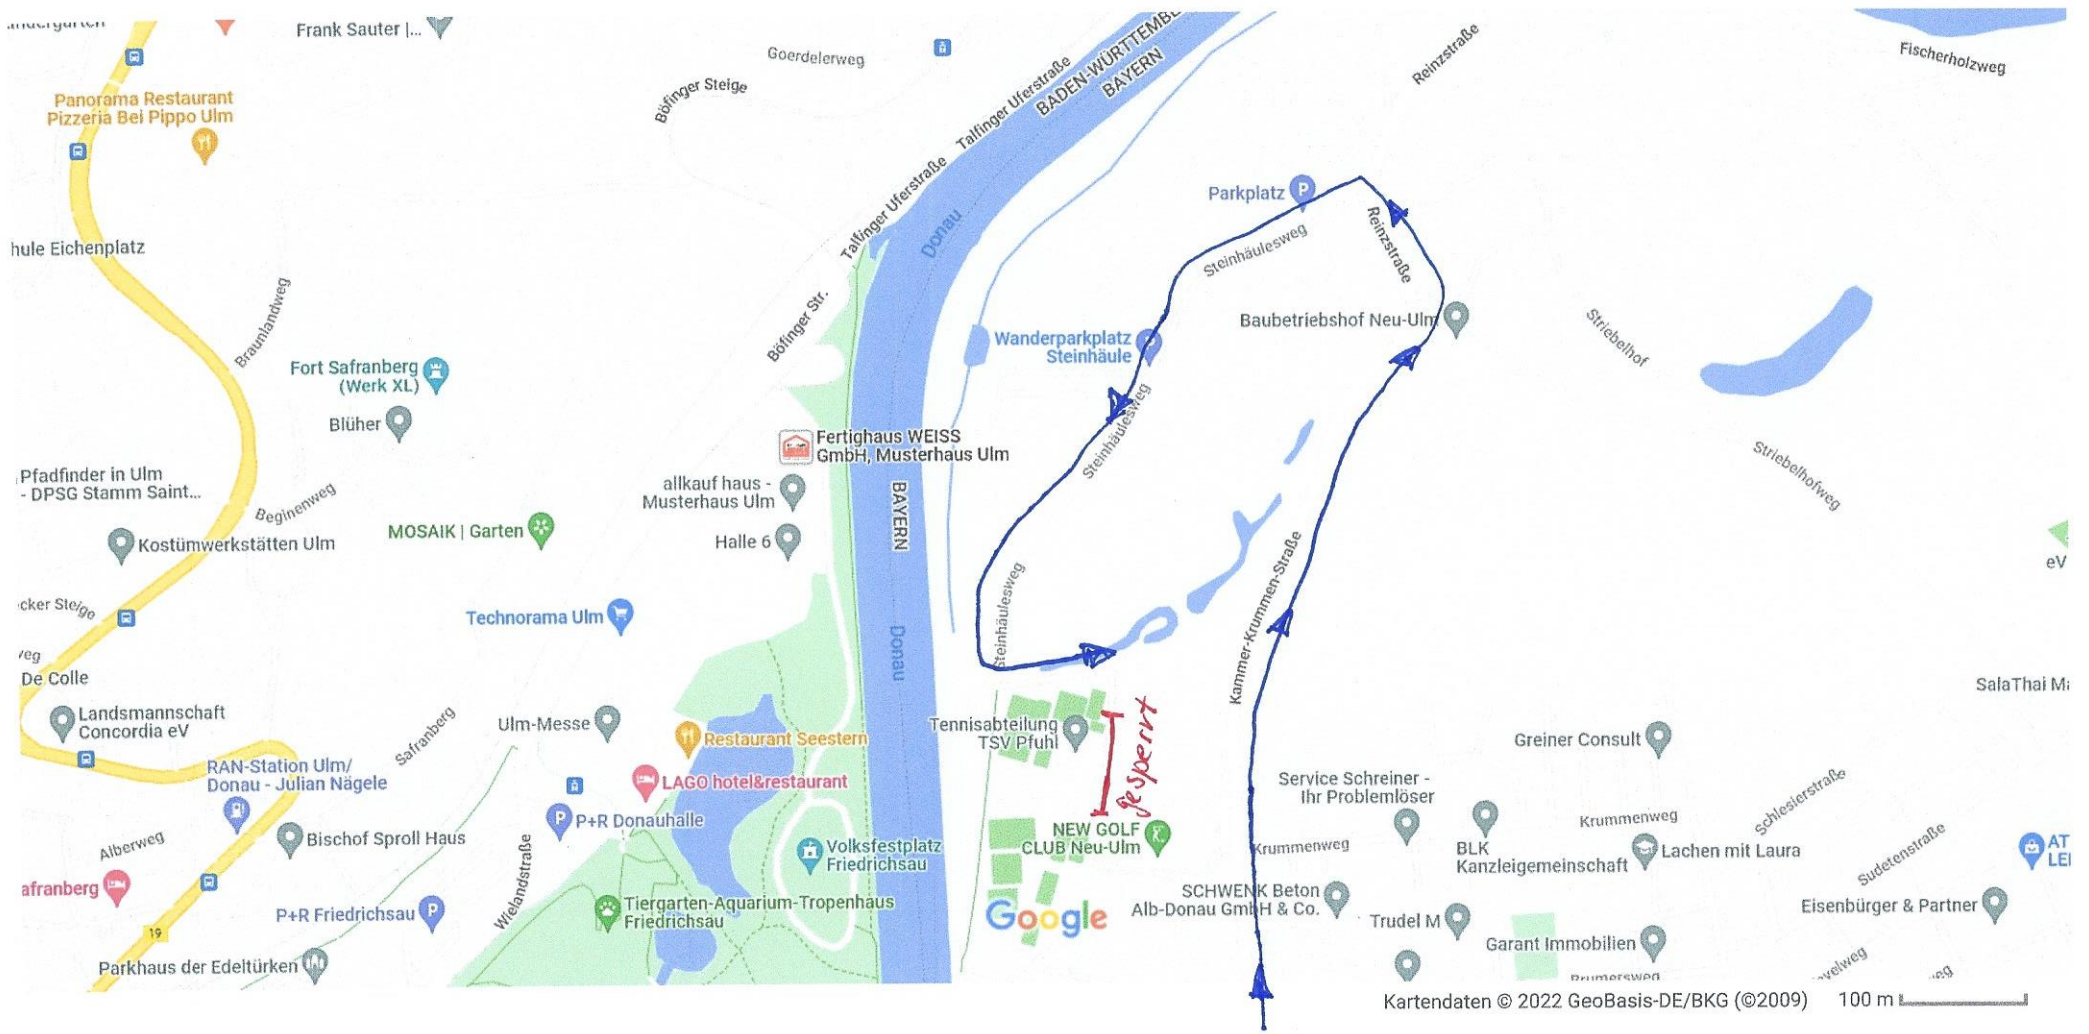 Frank Sauter |...
Goerdelerweg
Böfinger Steige
Talfinger Uferstraße
Talfinger Uferstraße
BAYERN
Reinzstraße
Fischerholzweg
Panorama Restaurant
Pizzeria Bei Pippo Ulm
Donau
Parkplatz
Reinzstraße
Steinhäulesweg
hule Eichenplatz
Braunlandweg
Böfinger Str.
Wanderparkplatz
Steinhäule
Baubetriebshof Neu-Ulm
Striebelhof
Fort Safranberg
(Werk XL)
Blüher
Steinhäulesweg
Fertighaus WEISS
GmbH, Musterhaus Ulm
Striebelhofweg
Pfadfinder in Ulm
- DPSG Stamm Saint...
Beginenweg
allkauf haus -
Musterhaus Ulm
BAYERN
MOSAIK | Garten
Halle 6
Kostümwerkstätten Ulm
eV
cker Steige
Technorama Ulm
Donau
Steinhäulesweg
Kammer-Krummen-Straße
De Colle
SalaThai
Landsmannschaft
Concordia eV
Safranberg
Ulm-Messe
Restaurant Seestern
Tennisabteilung
TSV Pfuhl
gesperrt
Greiner Consult
RAN-Station Ulm/
Donau - Julian Nägele
LAGO hotel&restaurant
Service Schreiner -
Ihr Problemlöser
Schlesierstraße
P+R Donauhalle
Alberweg
Bischof Sproll Haus
Volksfestplatz
Friedrichsau
NEW GOLF
CLUB Neu-Ulm
Krummenweg
Krummenweg
BLK
Kanzleigemeinschaft
Lachen mit Laura
Sudetenstraße
AT
afranberg
P+R Friedrichsau
Wielandstraße
Tiergarten-Aquarium-Tropenhaus
Friedrichsau
Google
SCHWENK Beton
Alb-Donau GmbH & Co.
Trudel M
Eisenbürger & Partner
19
Garant Immobilien
Parkhaus der Edeltürken
Kartendaten © 2022 GeoBasis-DE/BKG (©2009) 100 m